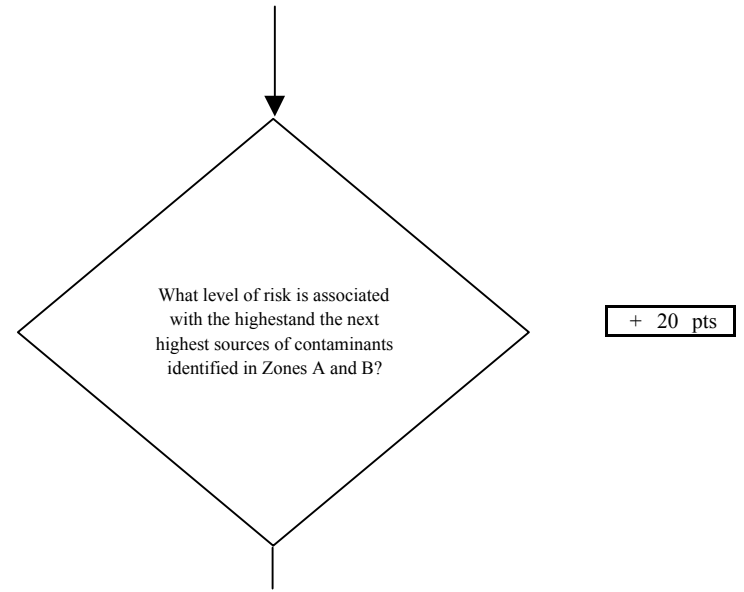 What level of risk is associated
with the highestand the next
highest sources of contaminants
identified in Zones A and B?
+ 20 pts